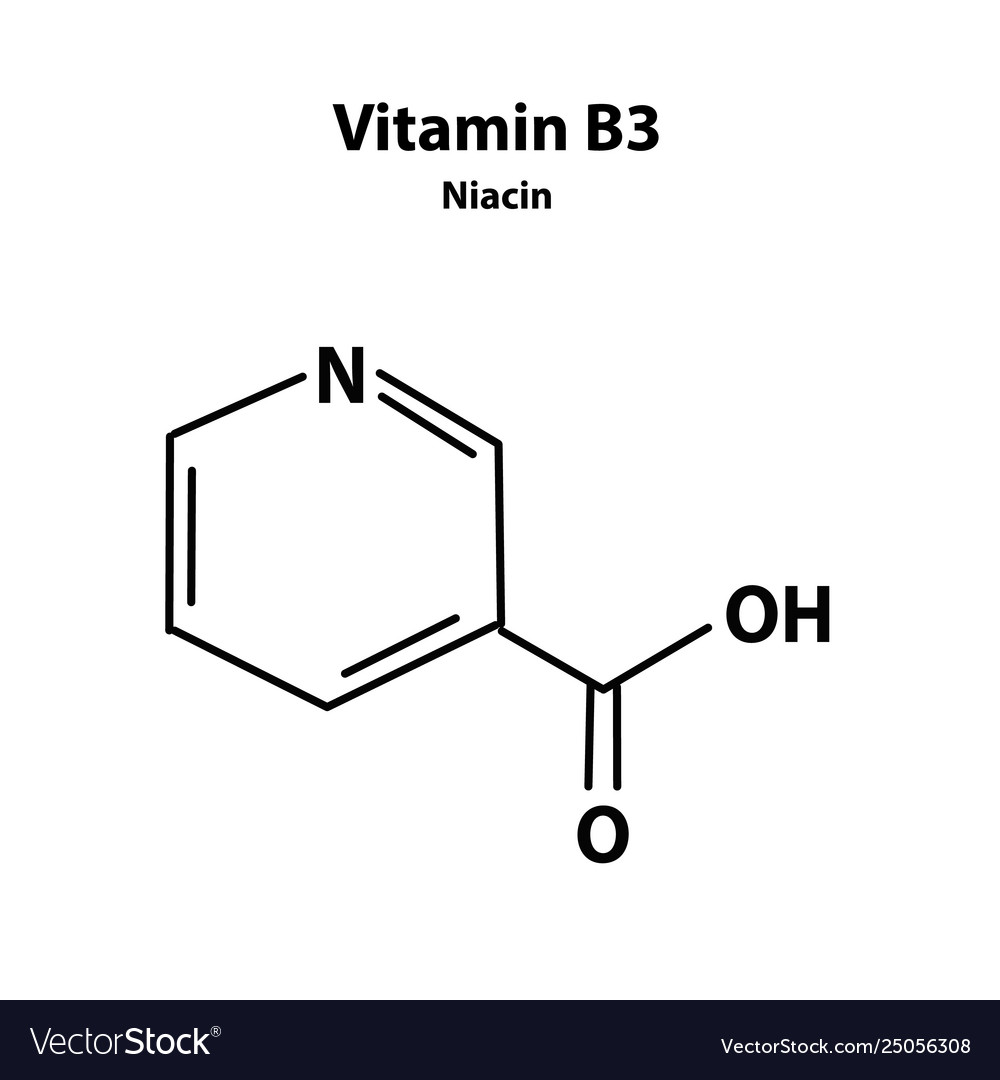 Vitamin B3
Niacin
N
OH
O
VectorStock®
VectorStock.com/25056308